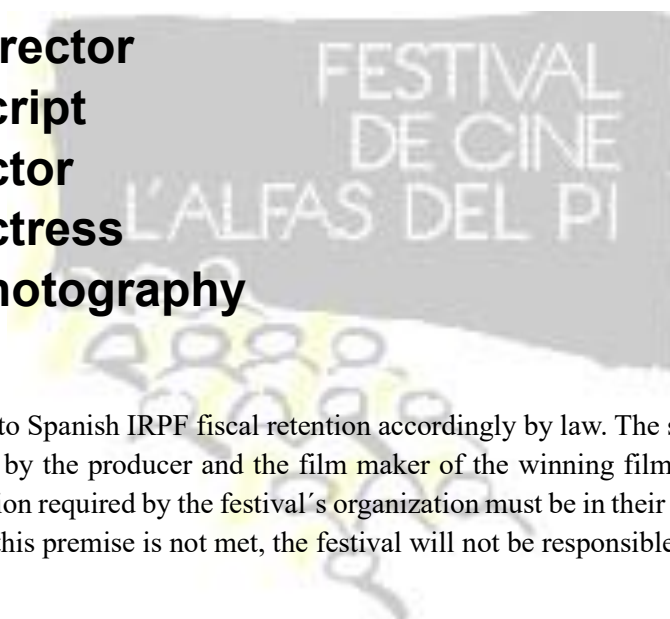 rector
cript
ctor
ctress
hotography
FESTIVAL
DE CINE
L'ALFAS DEL PI
to Spanish IRPF fiscal retention accordingly by law. The s
by the producer and the film maker of the winning film
ion required by the festival´s organization must be in their
this premise is not met, the festival will not be responsible